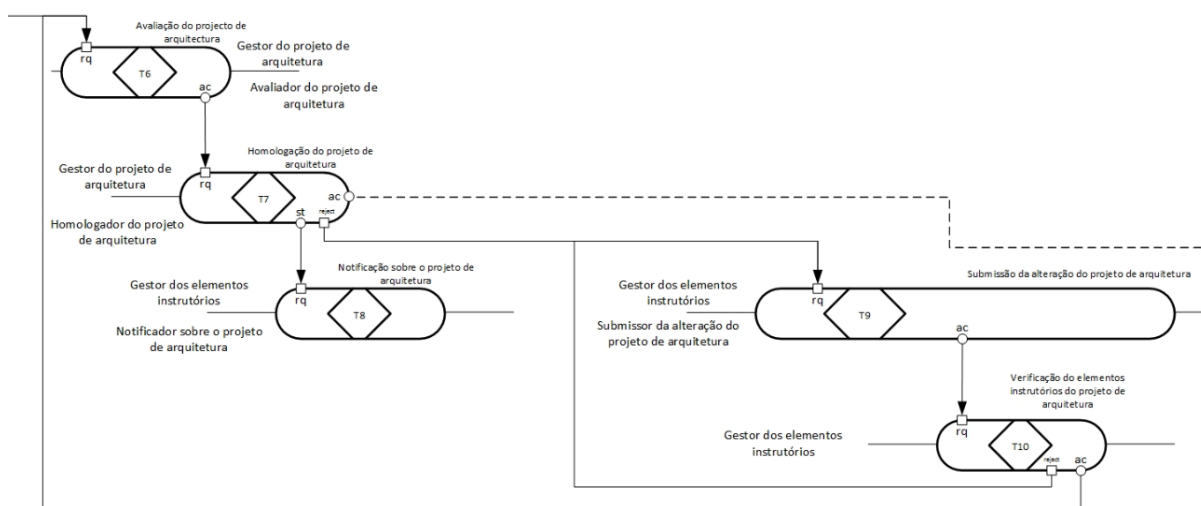 Avaliação do projecto de
arquitectura
Gestor do projeto de
arquitetura
rq
T6
ac
Avaliador do projeto de
arquitetura
Homologação do projeto de
arquitetura
Gestor do projeto de
arquitetura
rq
T7
ac
st
reject
Homologador do projeto
de arquitetura
Notificação sobre o projeto de
arquitetura
Gestor dos elementos
instrutórios
rq
T8
Notificador sobre o projeto
de arquitetura
Submissão da alteração do projeto de arquitetura
Gestor dos elementos
instrutórios
rq
T9
Submissor da alteração do
projeto de arquitetura
ac
Verificação do elementos
instrutórios do projeto de
arquitetura
Gestor dos elementos
instrutórios
rq
T10
reject
ac